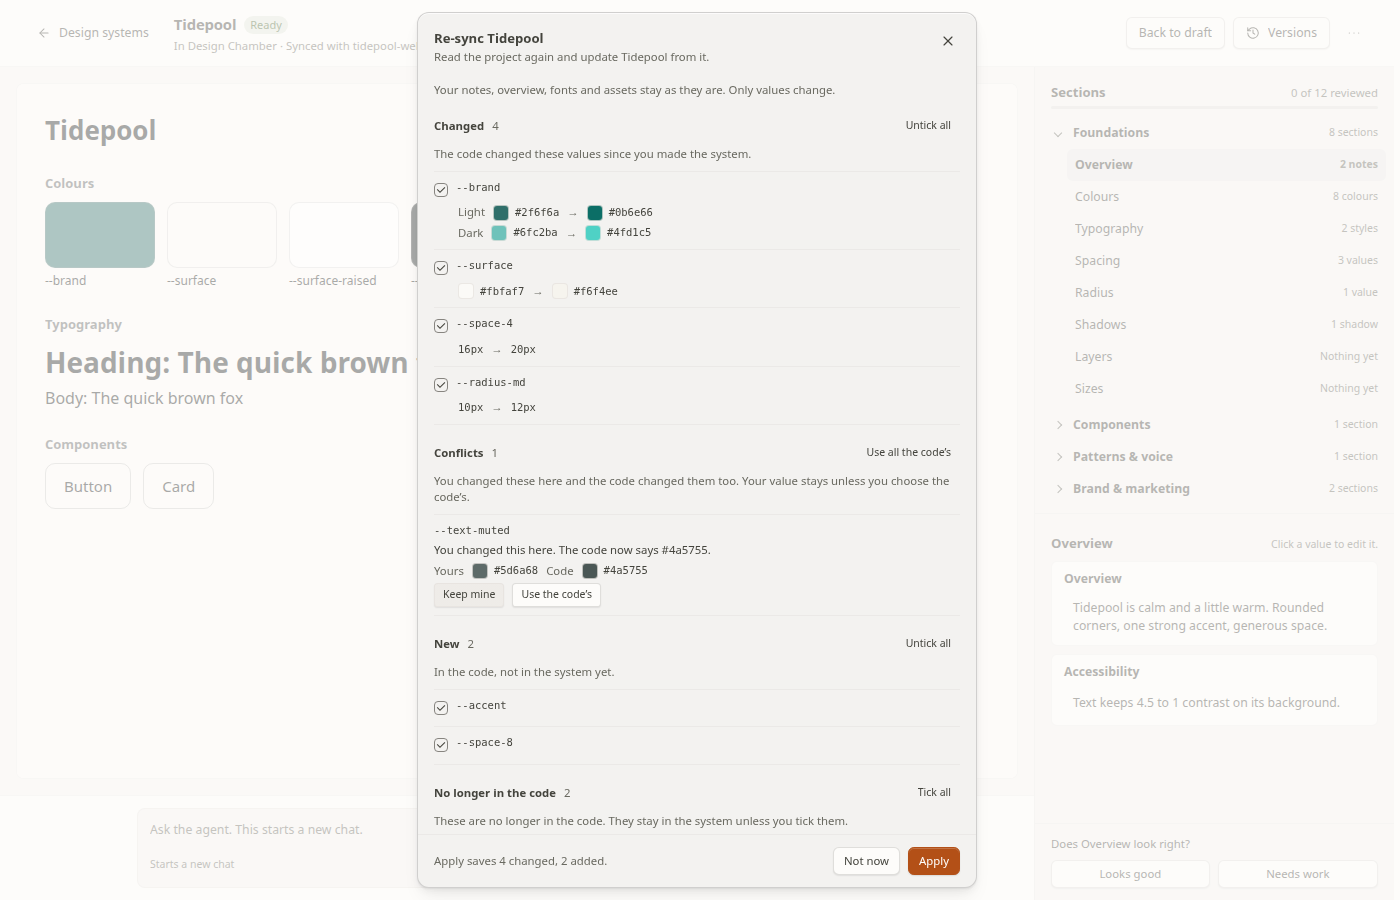 Design systems
Tidepool Ready
In Design Chamber · Synced with
Back to draft
Versions
Re-sync Tidepool
Read the project again and update Tidepool from it.
Your notes, overview, fonts and assets stay as they are. Only values change.
Changed 4
Untick all
The code changed these values since you made the system.
--brand
Light #2f6f6a → #0b6e66
Dark #6fc2ba → #4fd1c5
--surface
#fbfaf7 → #f6f4ee
--space-4
16px → 20px
--radius-md
10px → 12px
Conflicts 1
Use all the code’s
You changed these here and the code changed them too. Your value stays unless you choose the
code’s.
--text-muted
You changed this here. The code now says #4a5755.
Yours #5d6a68 Code #4a5755
Keep mine
Use the code’s
New 2
Untick all
In the code, not in the system yet.
--accent
--space-8
No longer in the code 2
Tick all
These are no longer in the code. They stay in the system unless you tick them.
Apply saves 4 changed, 2 added.
Not now
Apply
Tidepool
Colours
--brand
--surface
--surface-raised
Typography
Heading: The quick brown
Body: The quick brown fox
Components
Button
Card
Ask the agent. This starts a new chat.
Starts a new chat
Sections
0 of 12 reviewed
Foundations 8 sections
Overview 2 notes
Colours 8 colours
Typography 2 styles
Spacing 3 values
Radius 1 value
Shadows 1 shadow
Layers Nothing yet
Sizes Nothing yet
Components 1 section
Patterns & voice 1 section
Brand & marketing 2 sections
Overview
Click a value to edit it.
Overview
Tidepool is calm and a little warm. Rounded
corners, one strong accent, generous space.
Accessibility
Text keeps 4.5 to 1 contrast on its background.
Does Overview look right?
Looks good
Needs work